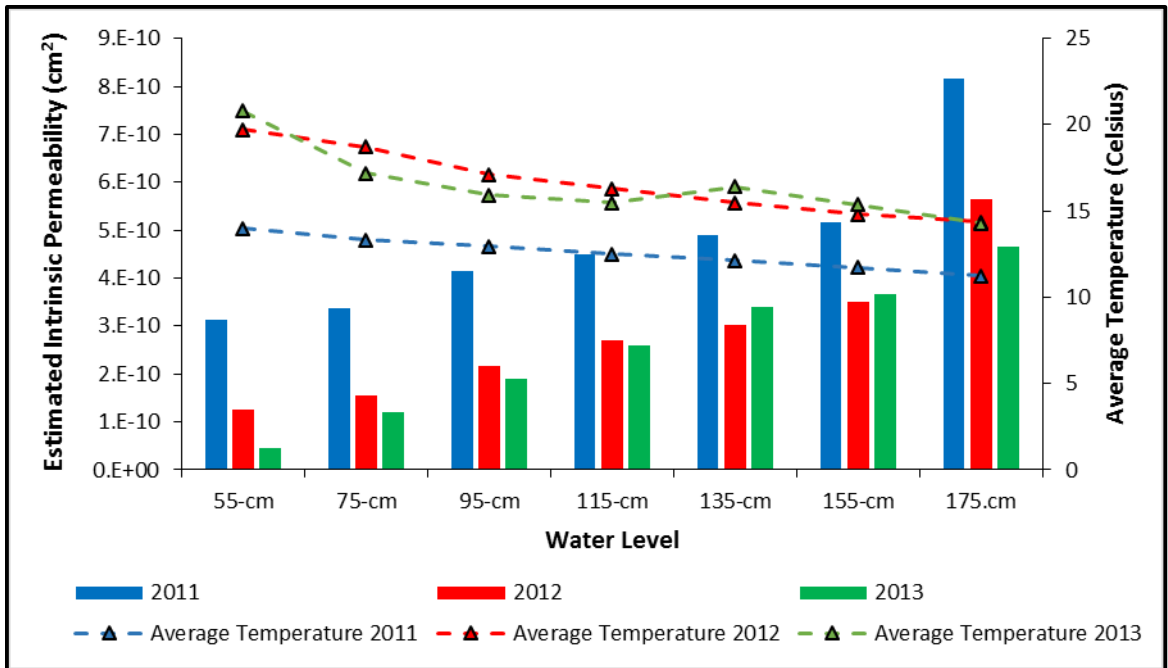 Estimated Intrinsic Permeability (cm²)
9.E-10
8.E-10
7.E-10
6.E-10
5.E-10
4.E-10
3.E-10
2.E-10
1.E-10
0.E+00
25
20
15
10
5
0
Average Temperature (Celsius)
55-cm 75-cm 95-cm 115-cm 135-cm 155-cm 175.cm
Water Level
2011 2012 2013
Average Temperature 2011 Average Temperature 2012 Average Temperature 2013